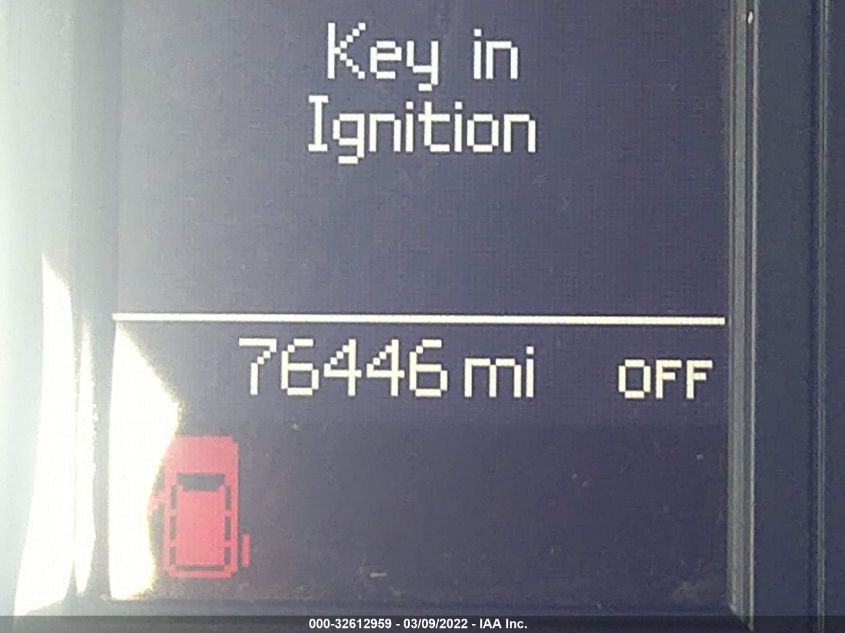 Key in
Ignition
76446 mi OFF
000-32612959 - 03/09/2022 - IAA Inc.